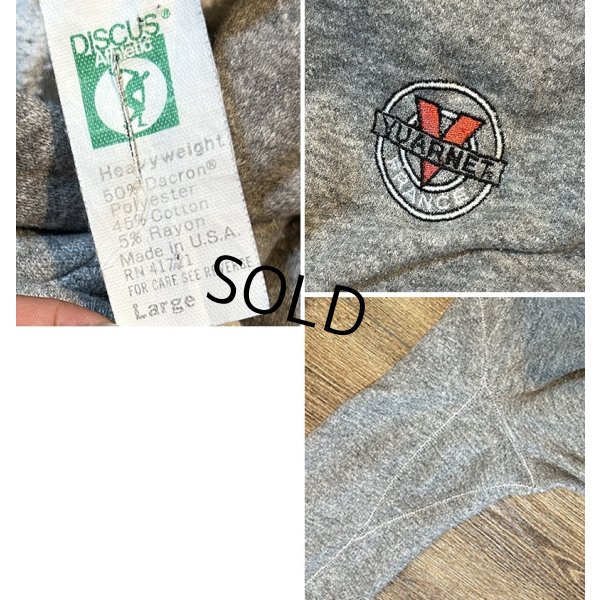 DISCUS®
Athletic
Heavyweight
50% Dacron®
Polyester
45% Cotton
5% Rayon
Made in U.S.A.
RN 41721
FOR CARE SEE REVERSE
Large
V
YUARNET
FRANCE
SOLD